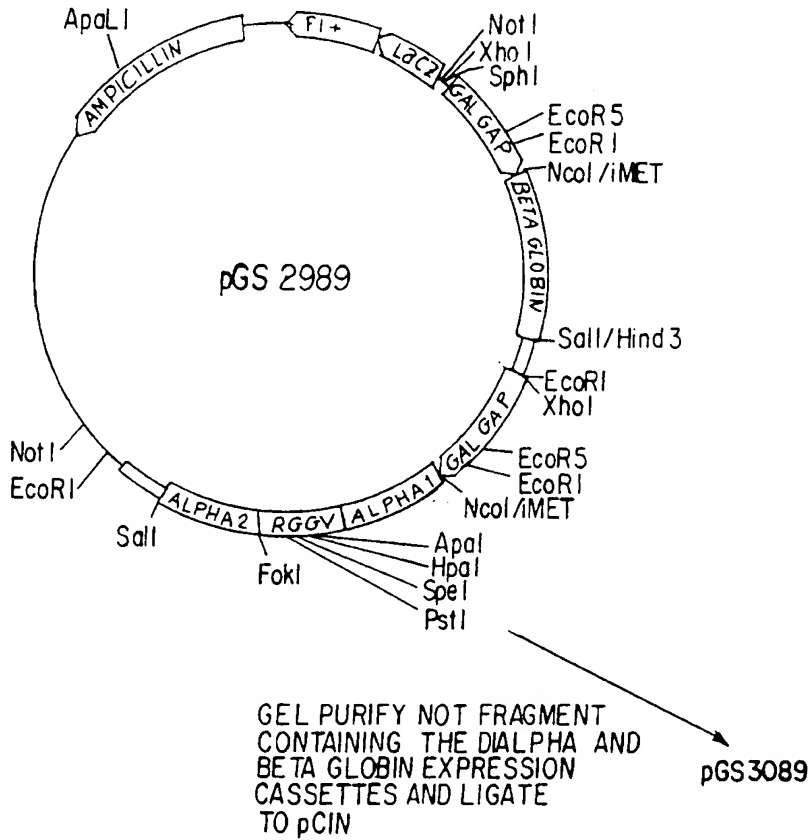 ApaL1
AMPICILLIN
F1+
LacZ
Not1
Xho1
Sph1
GAL GAP
EcoR5
EcoR1
Nco1/iMET
BETA GLOBIN
pGS 2989
Sal1/Hind3
EcoR1
Xho1
GAL GAP
EcoR5
EcoR1
Nco1/iMET
Not1
EcoR1
Sal1
ALPHA2
RGGV
ALPHA1
Fok1
Apa1
Hpa1
Spe1
Pst1
GEL PURIFY NOT FRAGMENT
CONTAINING THE DIALPHA AND
BETA GLOBIN EXPRESSION
CASSETTES AND LIGATE
TO pCIN
pGS3089